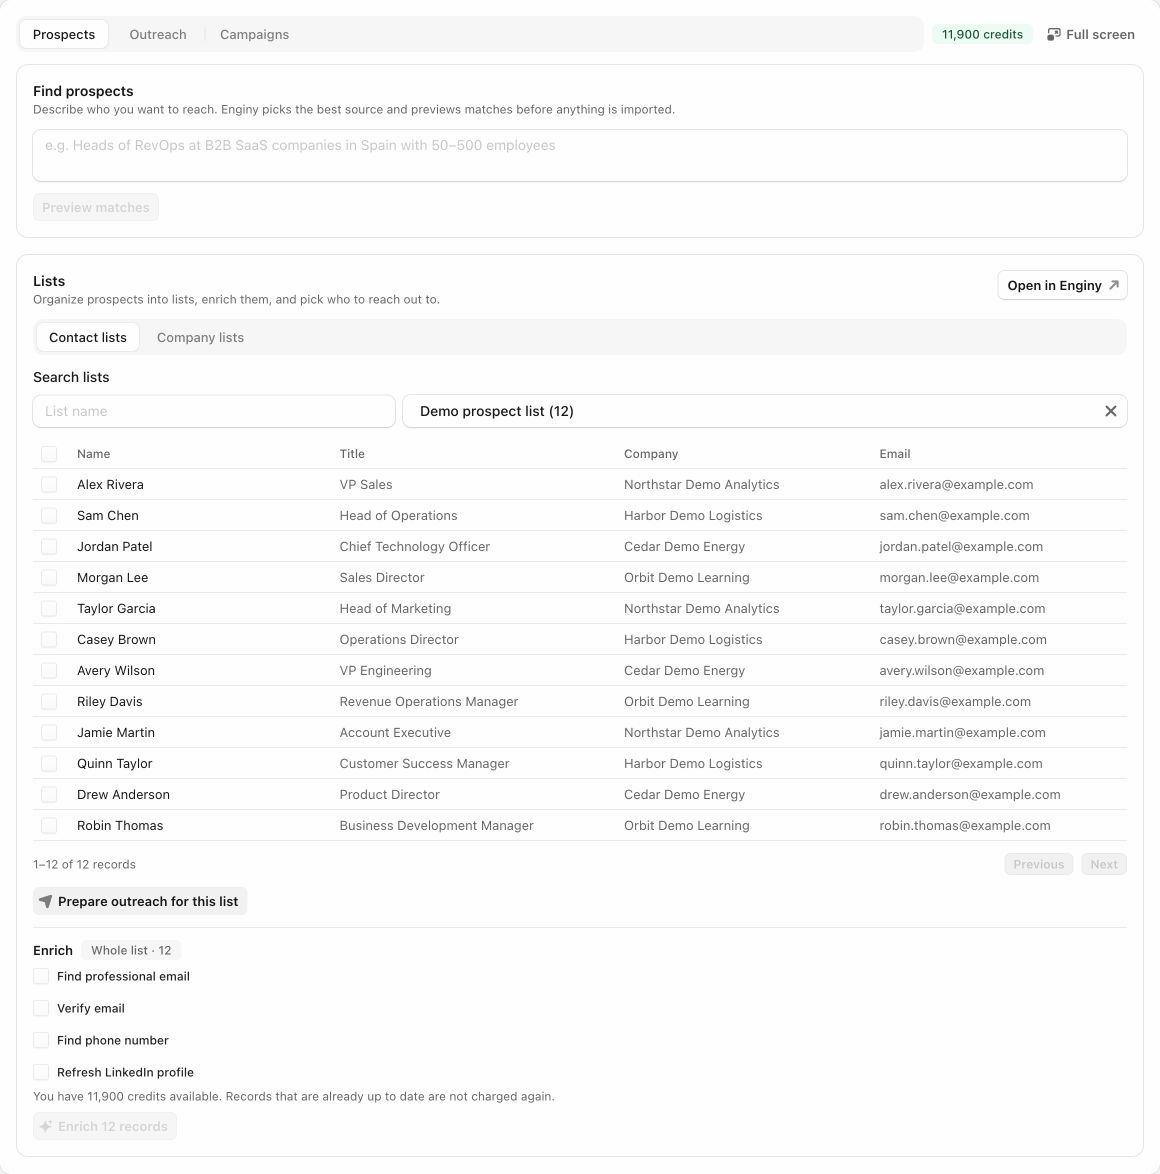 Prospects Outreach Campaigns 11,900 credits Full screen
Find prospects
Describe who you want to reach. Enginy picks the best source and previews matches before anything is imported.
e.g. Heads of RevOps at B2B SaaS companies in Spain with 50–500 employees
Preview matches
Lists
Organize prospects into lists, enrich them, and pick who to reach out to.
Open in Enginy
Contact lists Company lists
Search lists
List name
Demo prospect list (12)
Name Title Company Email
Alex Rivera VP Sales Northstar Demo Analytics alex.rivera@example.com
Sam Chen Head of Operations Harbor Demo Logistics sam.chen@example.com
Jordan Patel Chief Technology Officer Cedar Demo Energy jordan.patel@example.com
Morgan Lee Sales Director Orbit Demo Learning morgan.lee@example.com
Taylor Garcia Head of Marketing Northstar Demo Analytics taylor.garcia@example.com
Casey Brown Operations Director Harbor Demo Logistics casey.brown@example.com
Avery Wilson VP Engineering Cedar Demo Energy avery.wilson@example.com
Riley Davis Revenue Operations Manager Orbit Demo Learning riley.davis@example.com
Jamie Martin Account Executive Northstar Demo Analytics jamie.martin@example.com
Quinn Taylor Customer Success Manager Harbor Demo Logistics quinn.taylor@example.com
Drew Anderson Product Director Cedar Demo Energy drew.anderson@example.com
Robin Thomas Business Development Manager Orbit Demo Learning robin.thomas@example.com
1–12 of 12 records Previous Next
Prepare outreach for this list
Enrich Whole list · 12
Find professional email
Verify email
Find phone number
Refresh LinkedIn profile
You have 11,900 credits available. Records that are already up to date are not charged again.
Enrich 12 records